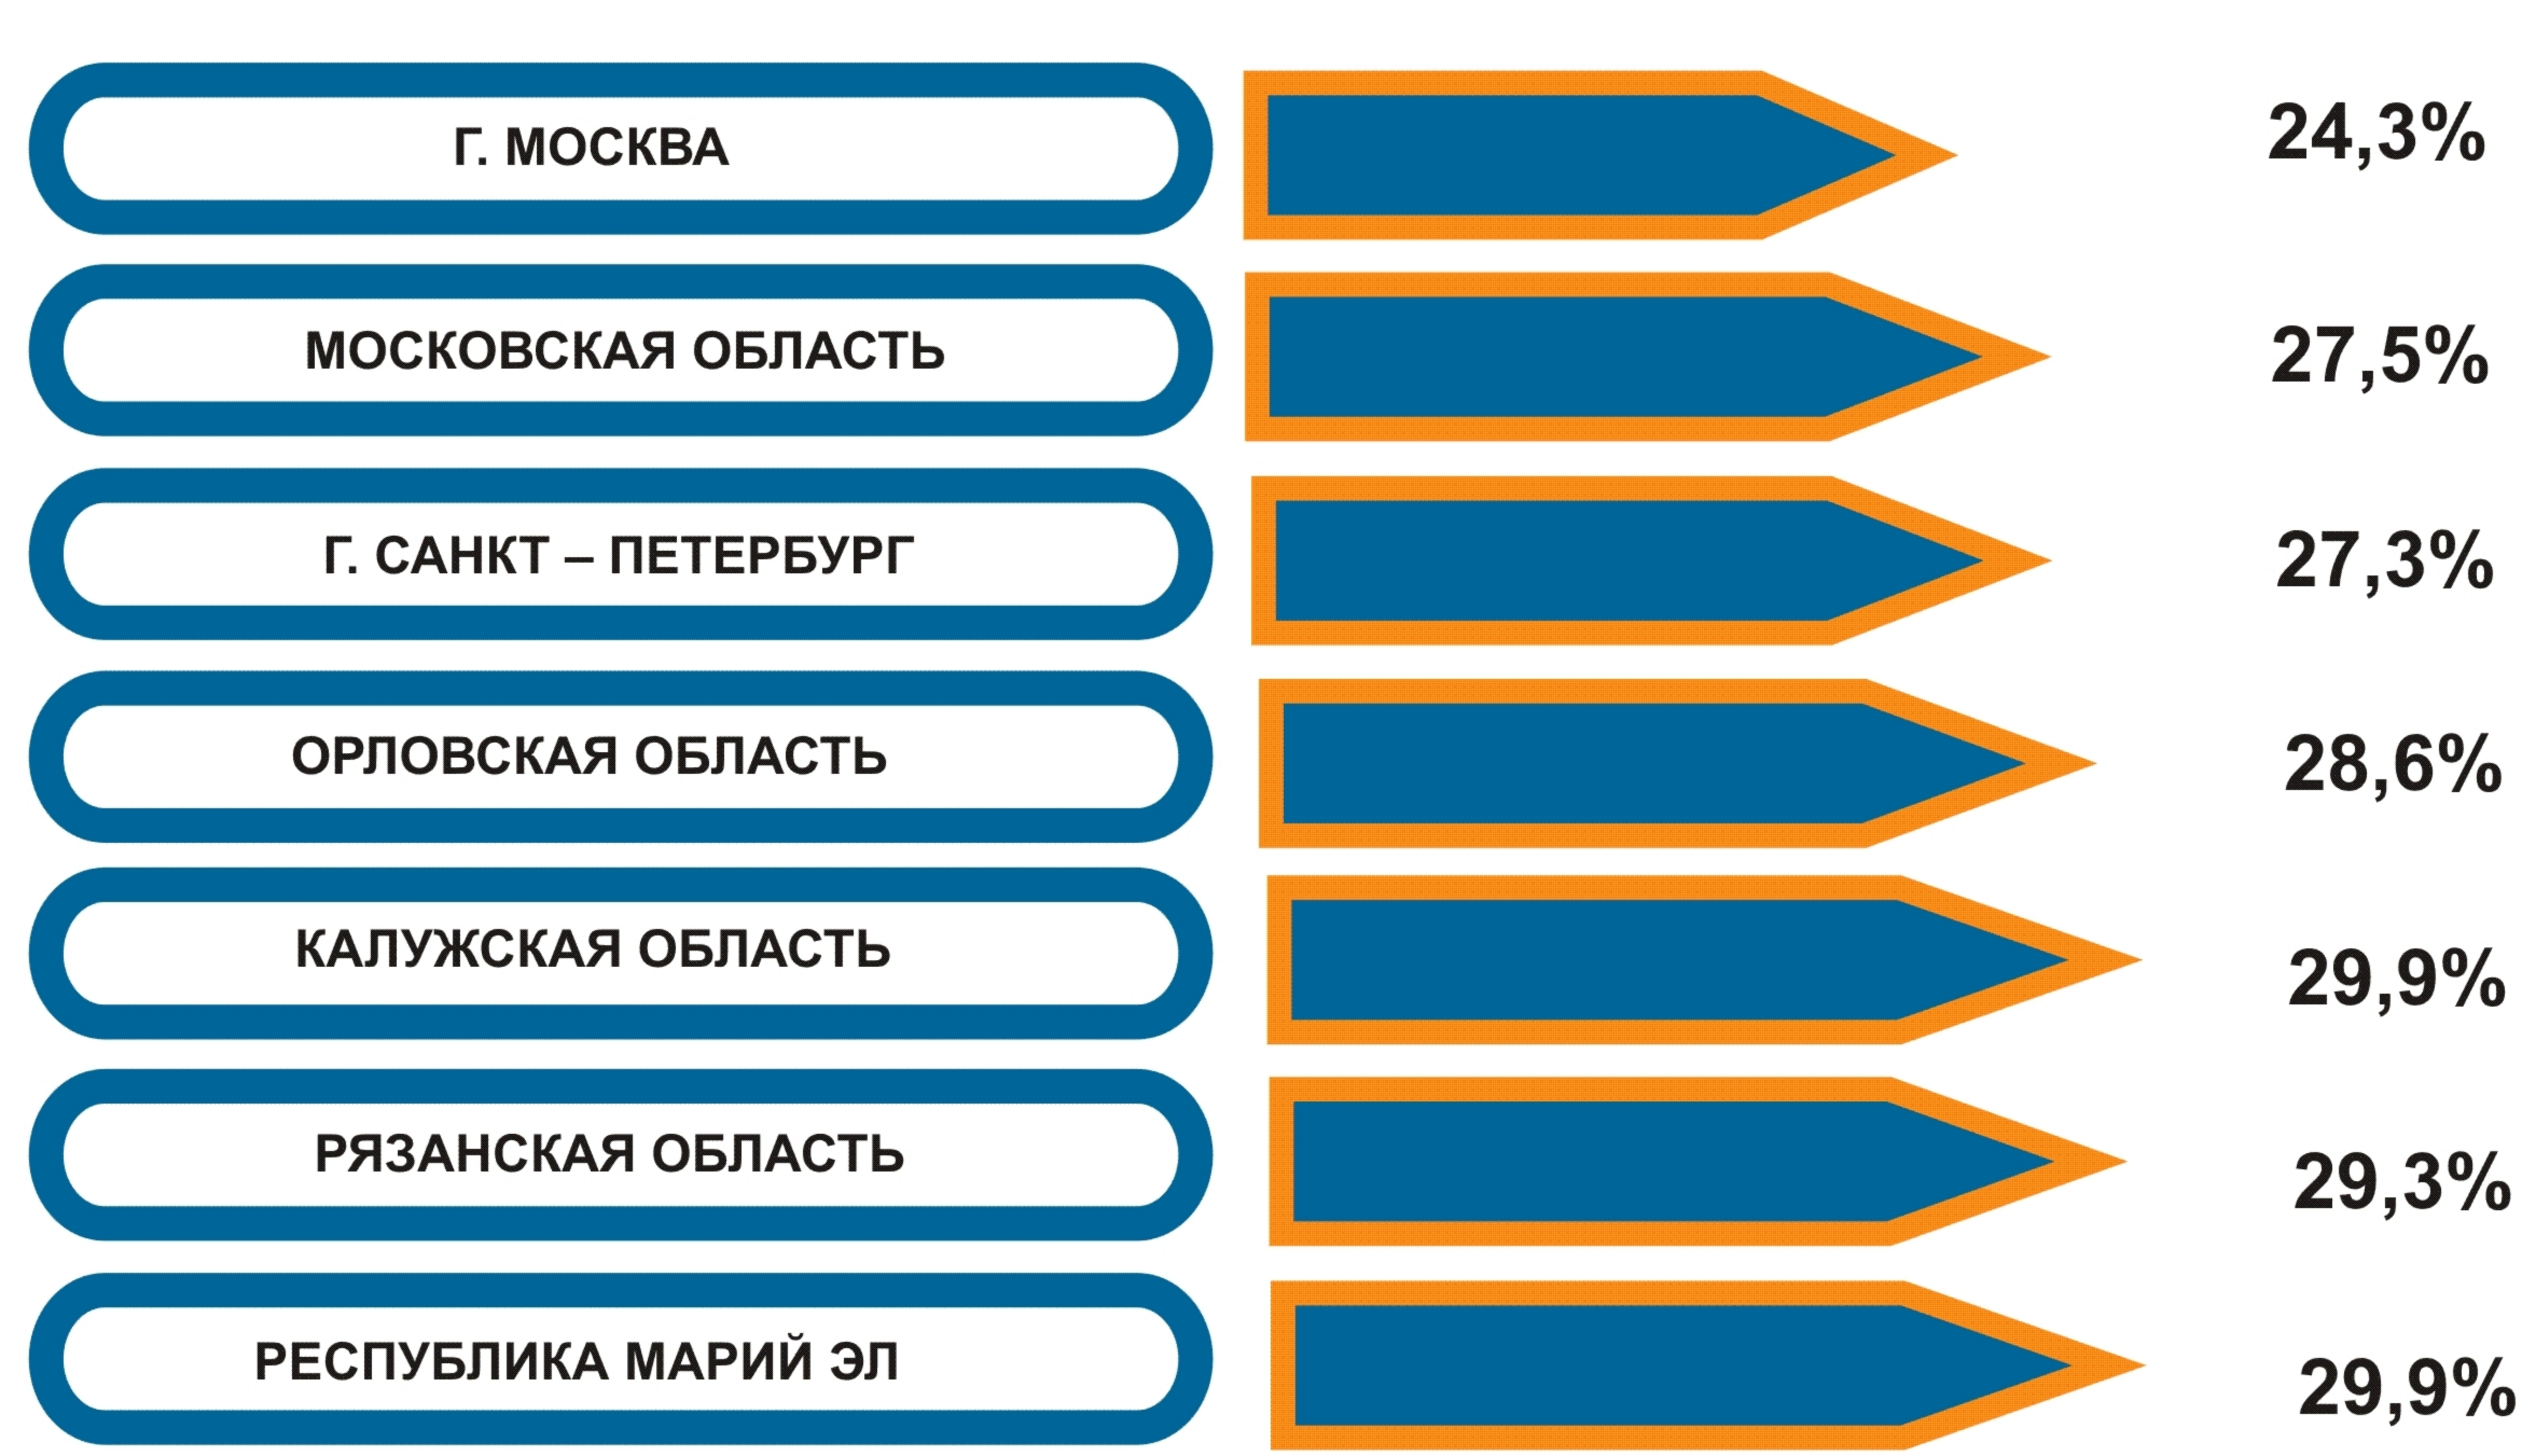 Г. МОСКВА 24,3%
МОСКОВСКАЯ ОБЛАСТЬ 27,5%
Г. САНКТ – ПЕТЕРБУРГ 27,3%
ОРЛОВСКАЯ ОБЛАСТЬ 28,6%
КАЛУЖСКАЯ ОБЛАСТЬ 29,9%
РЯЗАНСКАЯ ОБЛАСТЬ 29,3%
РЕСПУБЛИКА МАРИЙ ЭЛ 29,9%